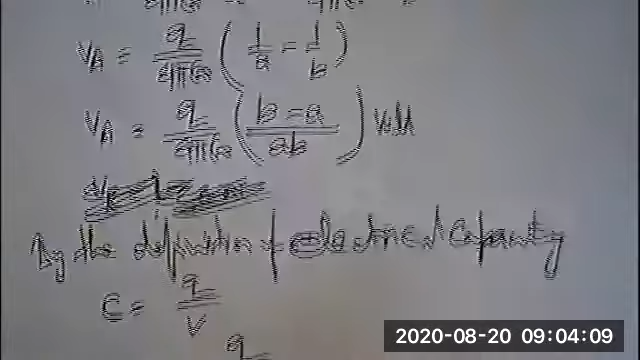 V_A = q/4πε₀ (1/a - 1/b)
V_A = q/4πε₀ (b - a / ab) Volt
By the definition of electrical capacity
C = q/V
q
2020-08-20 09:04:09